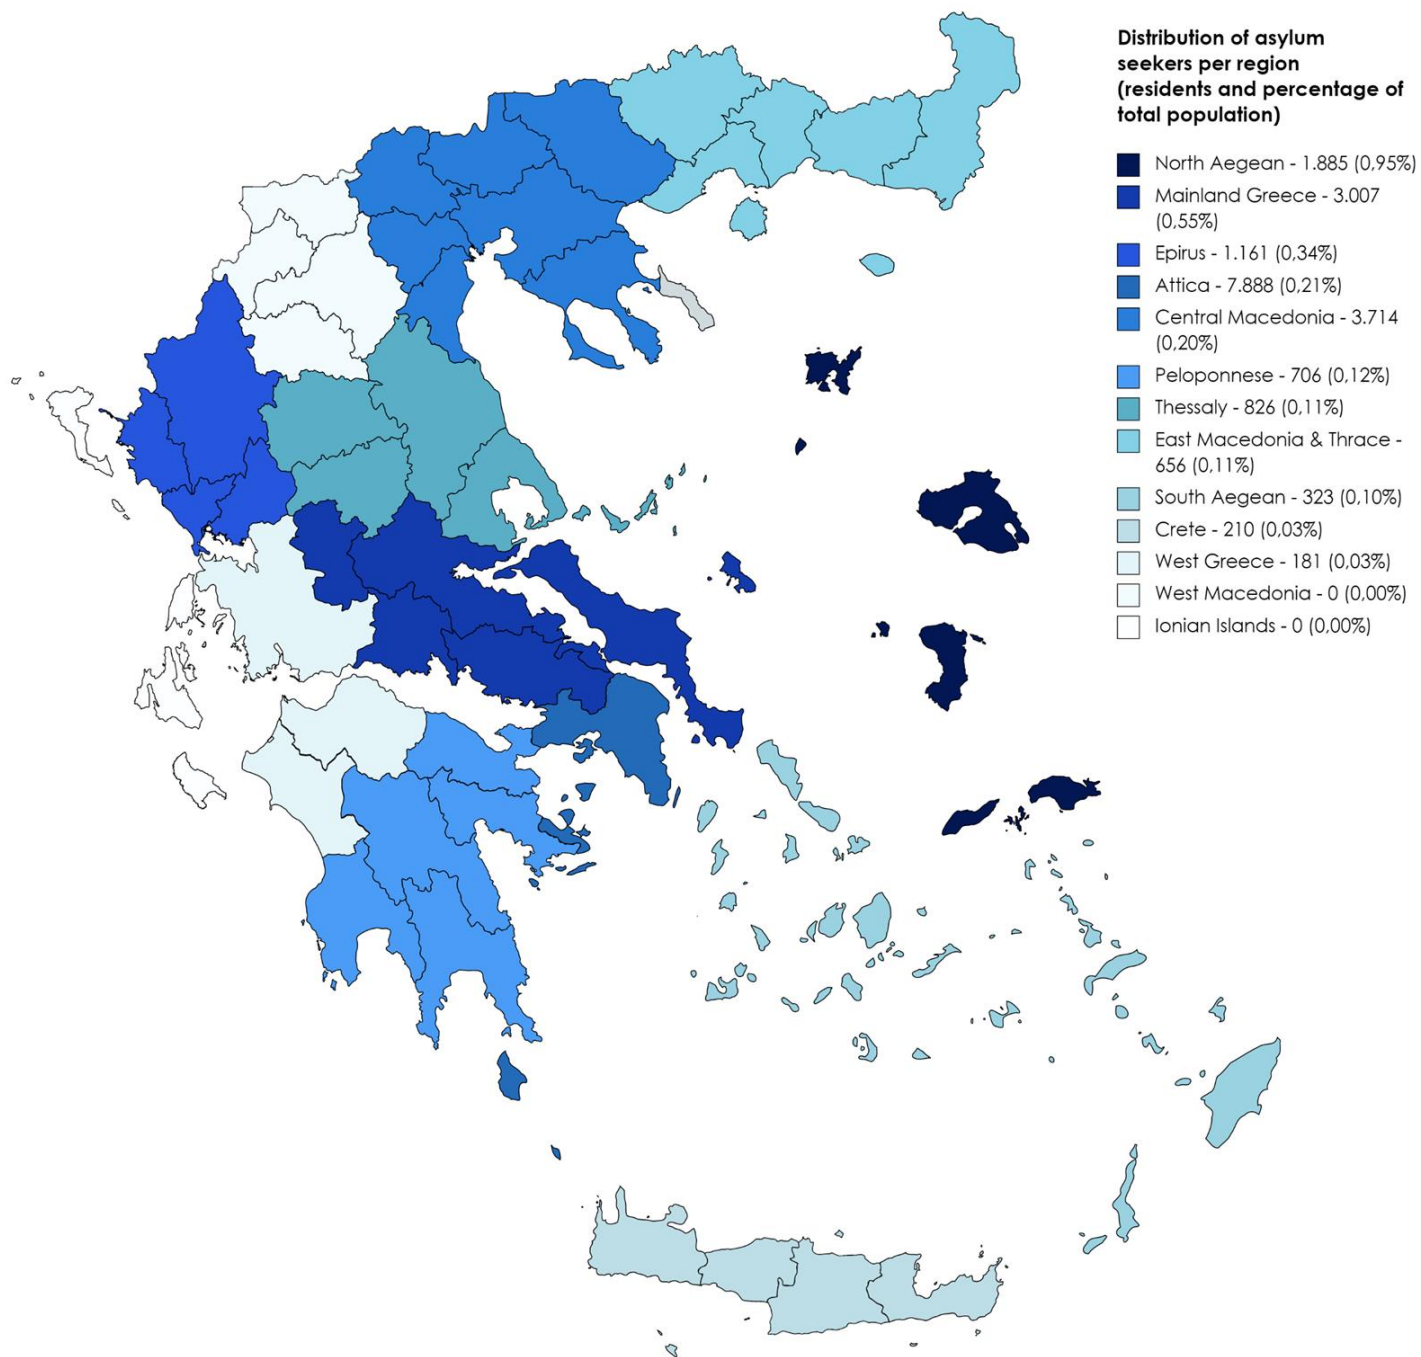 Distribution of asylum
seekers per region
(residents and percentage of
total population)
North Aegean - 1.885 (0,95%)
Mainland Greece - 3.007
(0,55%)
Epirus - 1.161 (0,34%)
Attica - 7.888 (0,21%)
Central Macedonia - 3.714
(0,20%)
Peloponnese - 706 (0,12%)
Thessaly - 826 (0,11%)
East Macedonia & Thrace -
656 (0,11%)
South Aegean - 323 (0,10%)
Crete - 210 (0,03%)
West Greece - 181 (0,03%)
West Macedonia - 0 (0,00%)
Ionian Islands - 0 (0,00%)